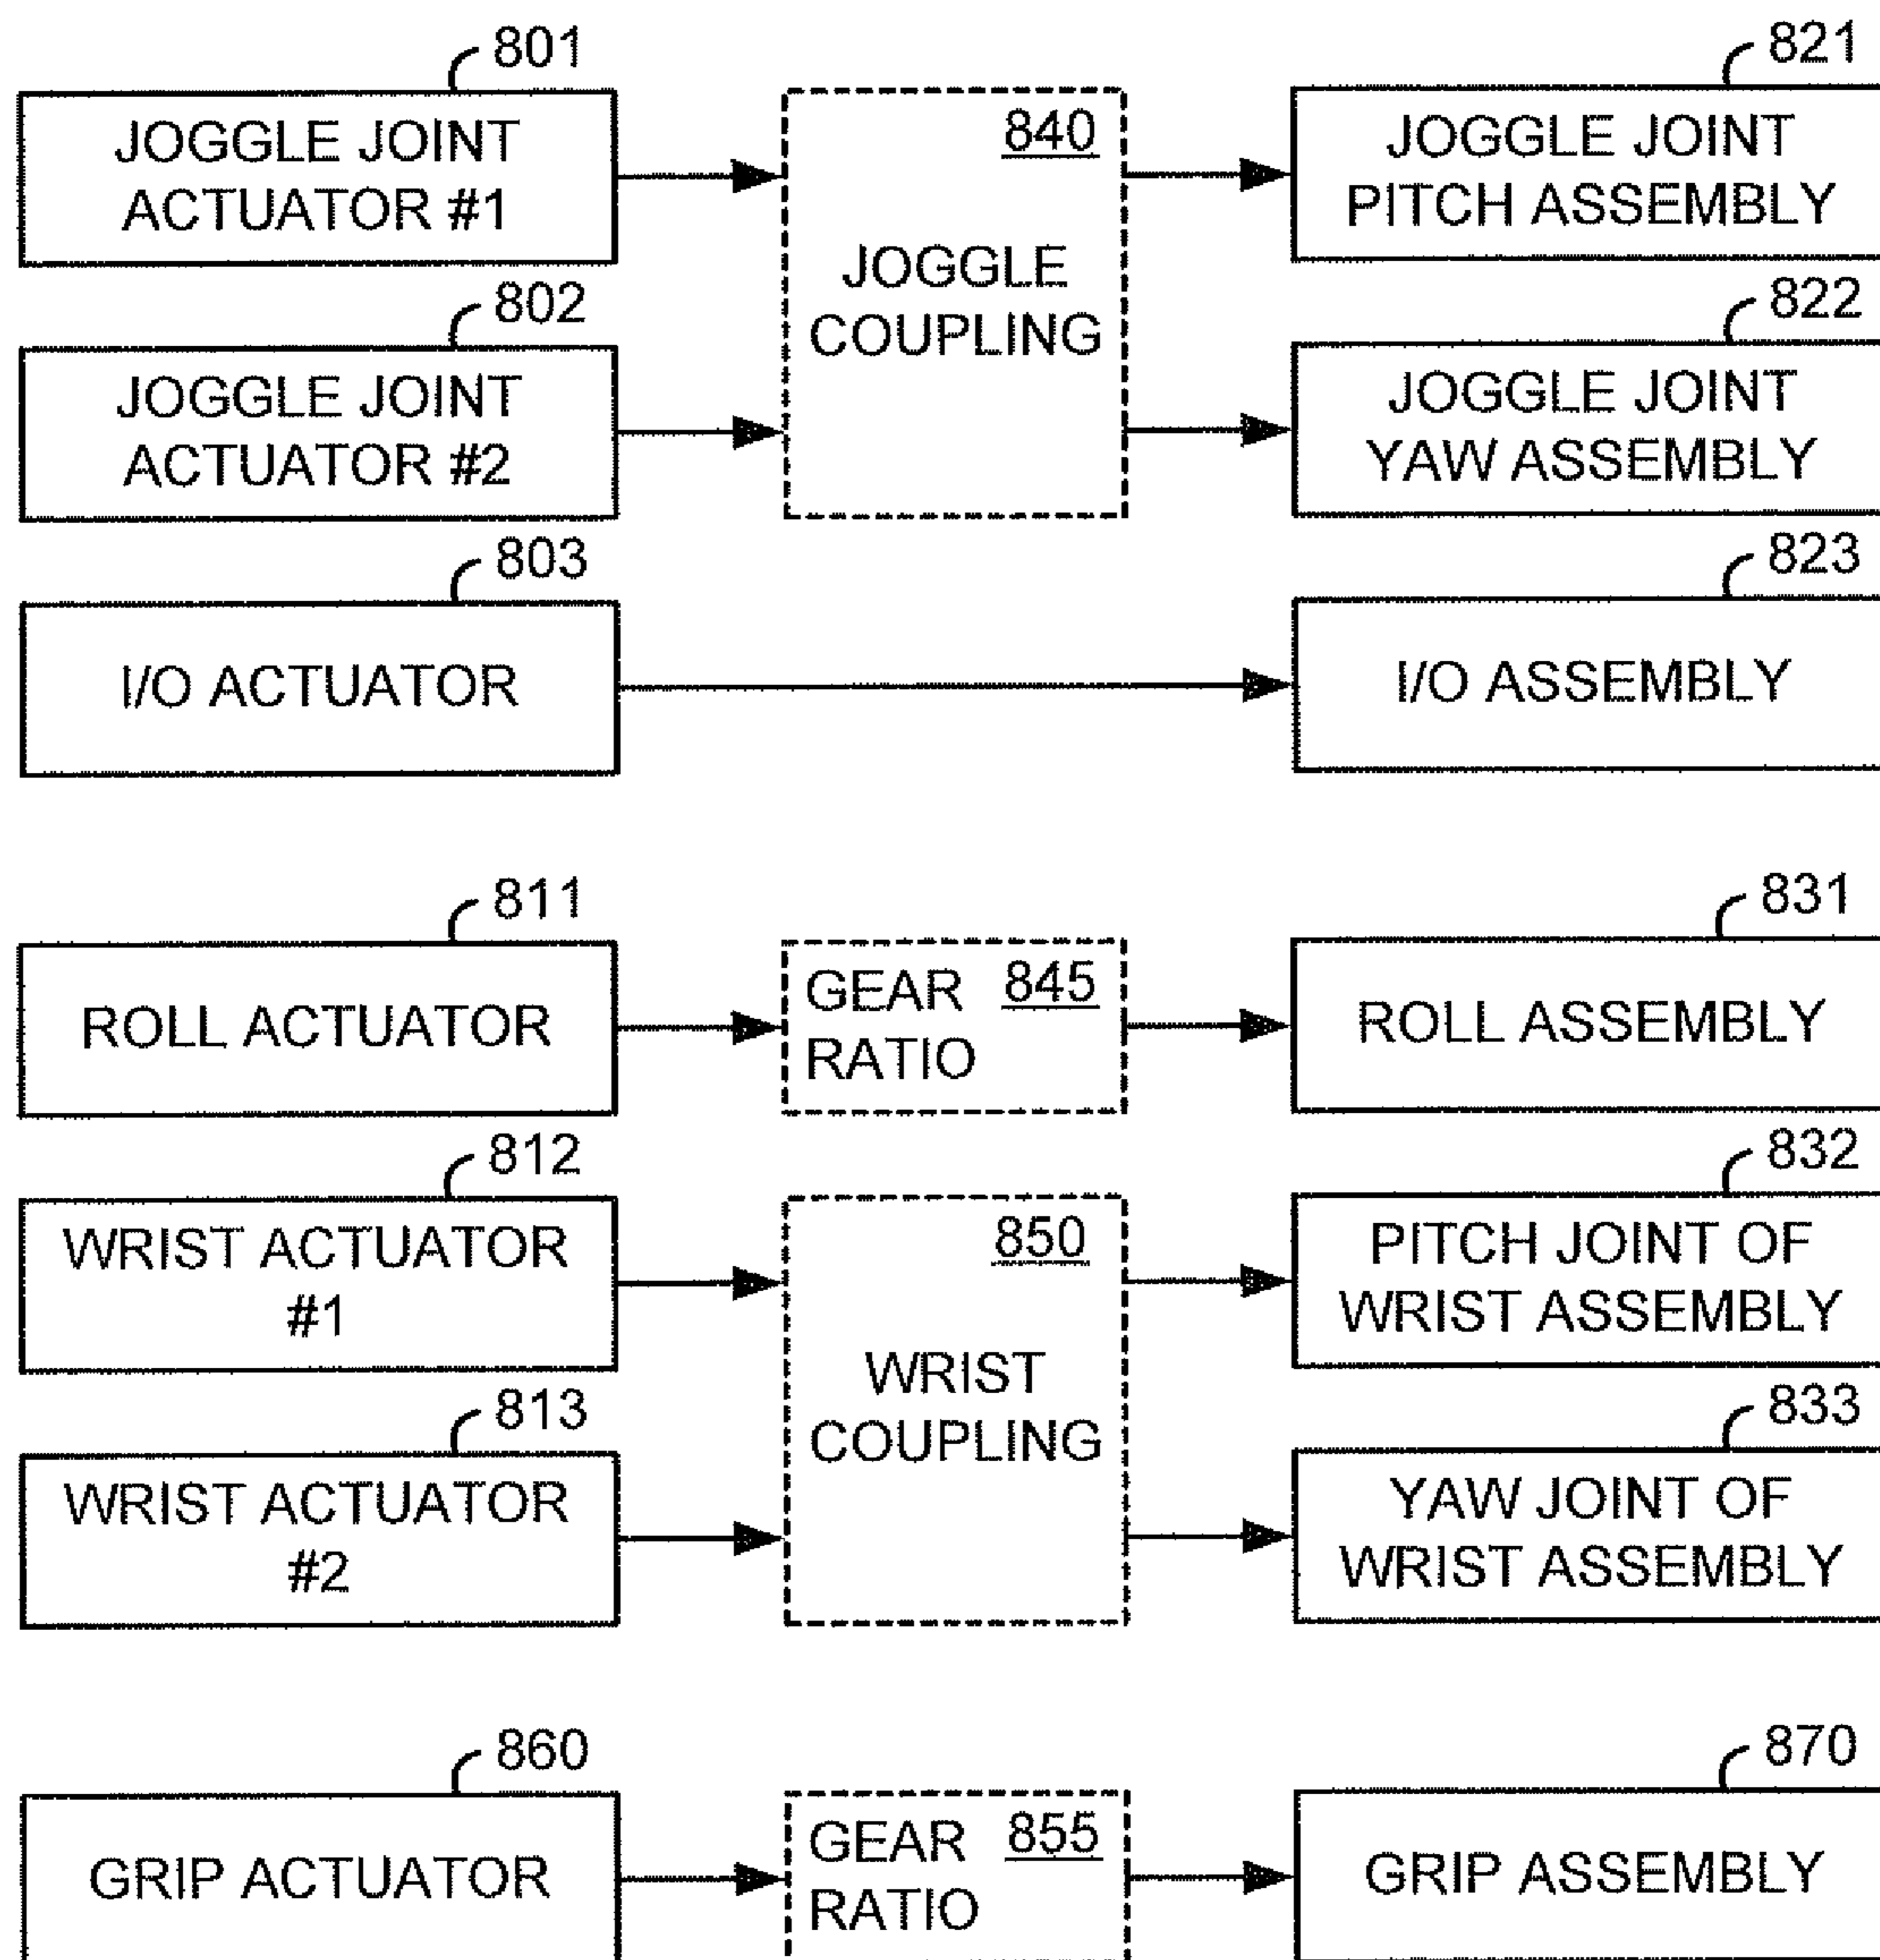 801
JOGGLE JOINT
ACTUATOR #1
840
JOGGLE
COUPLING
821
JOGGLE JOINT
PITCH ASSEMBLY
802
JOGGLE JOINT
ACTUATOR #2
822
JOGGLE JOINT
YAW ASSEMBLY
803
I/O ACTUATOR
823
I/O ASSEMBLY
811
ROLL ACTUATOR
GEAR 845
RATIO
831
ROLL ASSEMBLY
812
WRIST ACTUATOR
#1
850
WRIST
COUPLING
832
PITCH JOINT OF
WRIST ASSEMBLY
813
WRIST ACTUATOR
#2
833
YAW JOINT OF
WRIST ASSEMBLY
860
GRIP ACTUATOR
GEAR 855
RATIO
870
GRIP ASSEMBLY